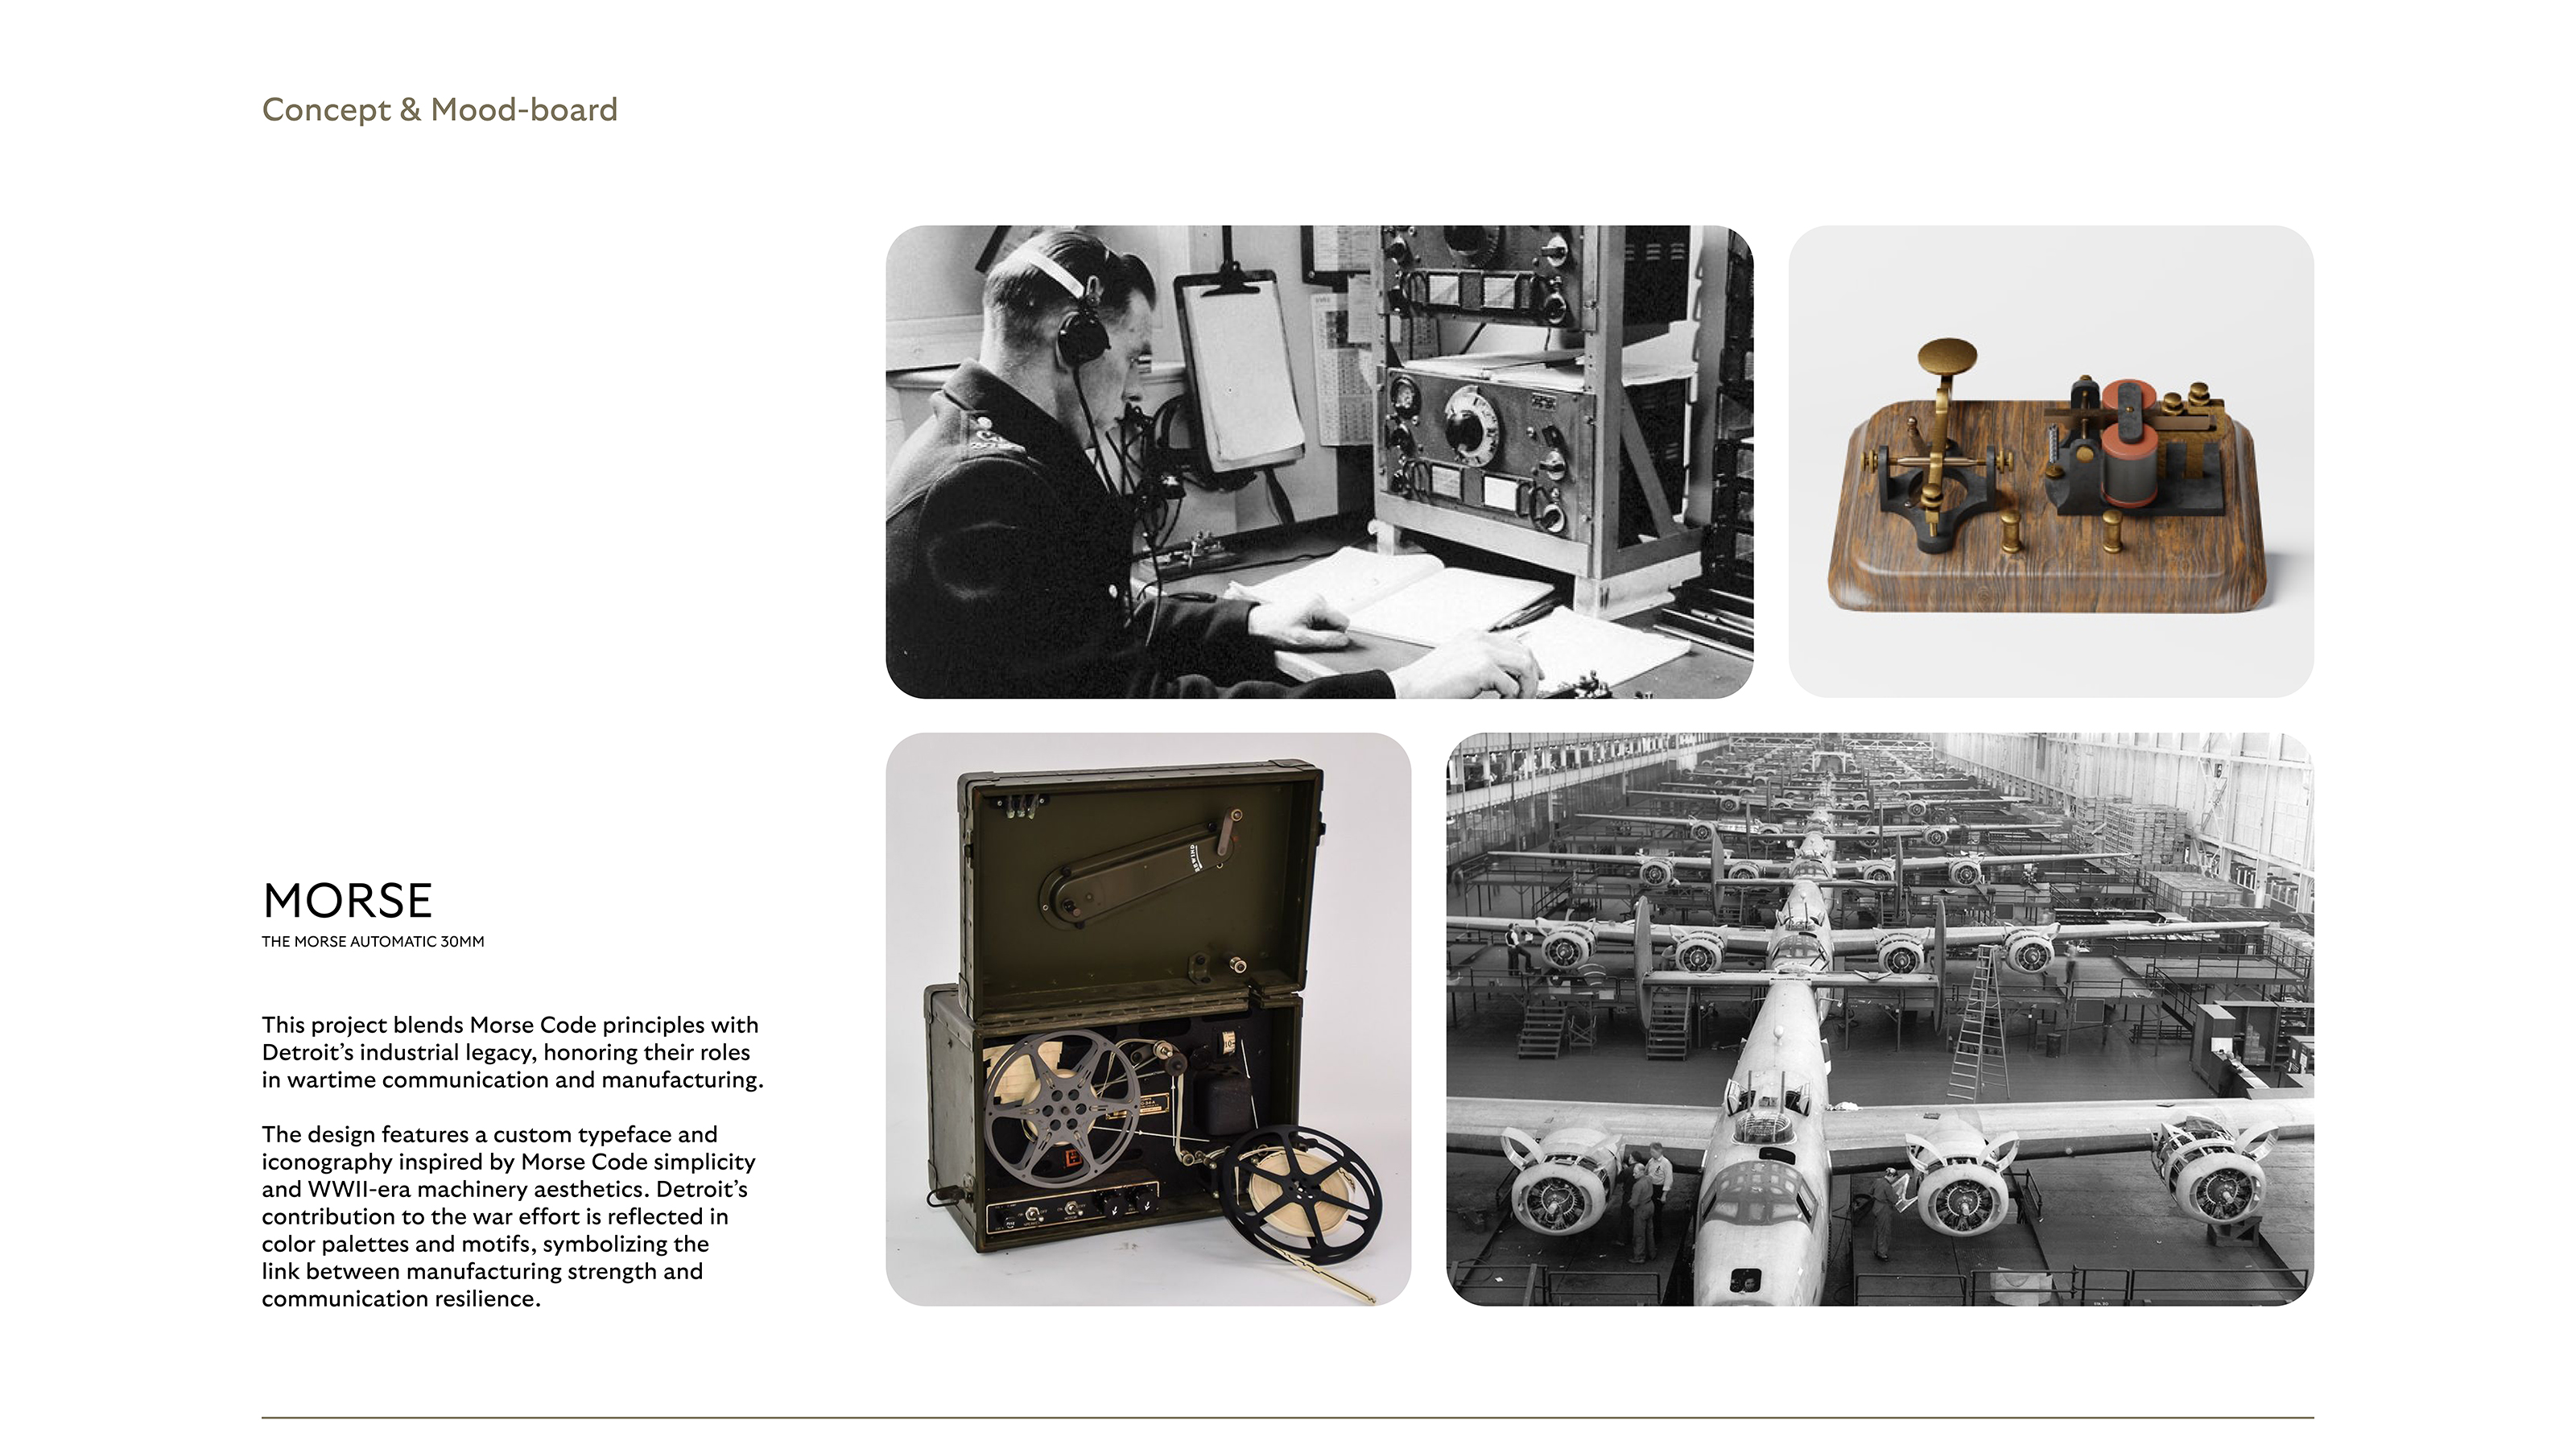 Concept & Mood-board
MORSE
THE MORSE AUTOMATIC 30MM
This project blends Morse Code principles with
Detroit’s industrial legacy, honoring their roles
in wartime communication and manufacturing.
The design features a custom typeface and
iconography inspired by Morse Code simplicity
and WWII-era machinery aesthetics. Detroit’s
contribution to the war effort is reflected in
color palettes and motifs, symbolizing the
link between manufacturing strength and
communication resilience.
REWIND